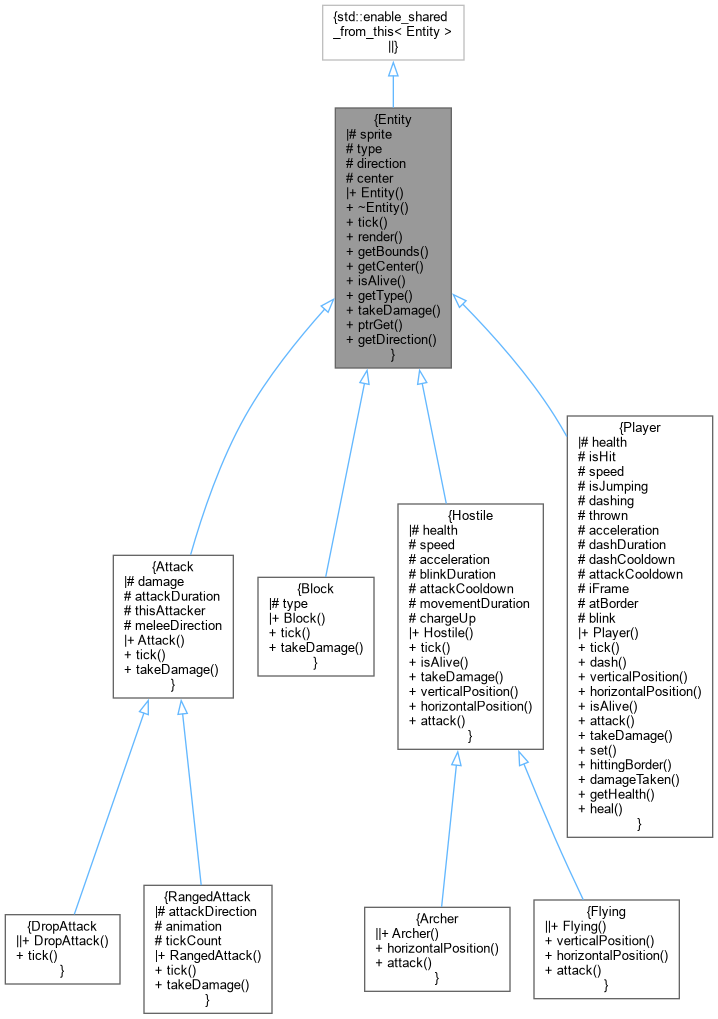 {std::enable_shared
_from_this< Entity >
||}
{Entity
|# sprite
# type
# direction
# center
|+ Entity()
+ ~Entity()
+ tick()
+ render()
+ getBounds()
+ getCenter()
+ isAlive()
+ getType()
+ takeDamage()
+ ptrGet()
+ getDirection()
}
{Attack
|# damage
# attackDuration
# thisAttacker
# meleeDirection
|+ Attack()
+ tick()
+ takeDamage()
}
{Block
|# type
|+ Block()
+ tick()
+ takeDamage()
}
{Hostile
|# health
# speed
# acceleration
# blinkDuration
# attackCooldown
# movementDuration
# chargeUp
|+ Hostile()
+ tick()
+ isAlive()
+ takeDamage()
+ verticalPosition()
+ horizontalPosition()
+ attack()
}
{Player
|# health
# isHit
# speed
# isJumping
# dashing
# thrown
# acceleration
# dashDuration
# dashCooldown
# attackCooldown
# iFrame
# atBorder
# blink
|+ Player()
+ tick()
+ dash()
+ verticalPosition()
+ horizontalPosition()
+ isAlive()
+ attack()
+ takeDamage()
+ set()
+ hittingBorder()
+ damageTaken()
+ getHealth()
+ heal()
}
{DropAttack
||+ DropAttack()
+ tick()
}
{RangedAttack
|# attackDirection
# animation
# tickCount
|+ RangedAttack()
+ tick()
+ takeDamage()
}
{Archer
||+ Archer()
+ horizontalPosition()
+ attack()
}
{Flying
||+ Flying()
+ verticalPosition()
+ horizontalPosition()
+ attack()
}